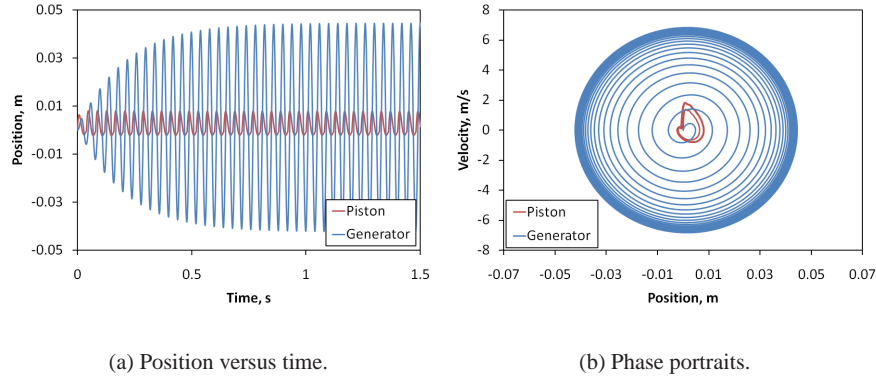 0.05
0.03
0.01
-0.01
-0.03
-0.05
Position, m
0
0.5
1
1.5
Time, s
Piston
Generator
(a) Position versus time.
8
6
4
2
0
-2
-4
-6
-8
Velocity, m/s
-0.07
-0.05
-0.03
-0.01
0.01
0.03
0.05
0.07
Position, m
Piston
Generator
(b) Phase portraits.